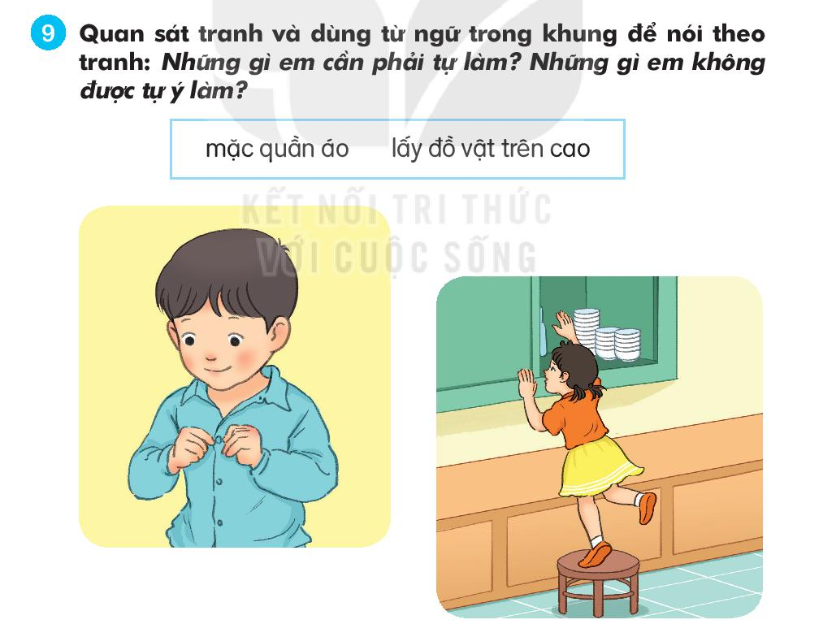 9 Quan sát tranh và dùng từ ngữ trong khung để nói theo
tranh: Những gì em cần phải tự làm? Những gì em không
được tự ý làm?
mặc quần áo lấy đồ vật trên cao
KẾT NỐI TRI THỨC
VỚI CUỘC SỐNG